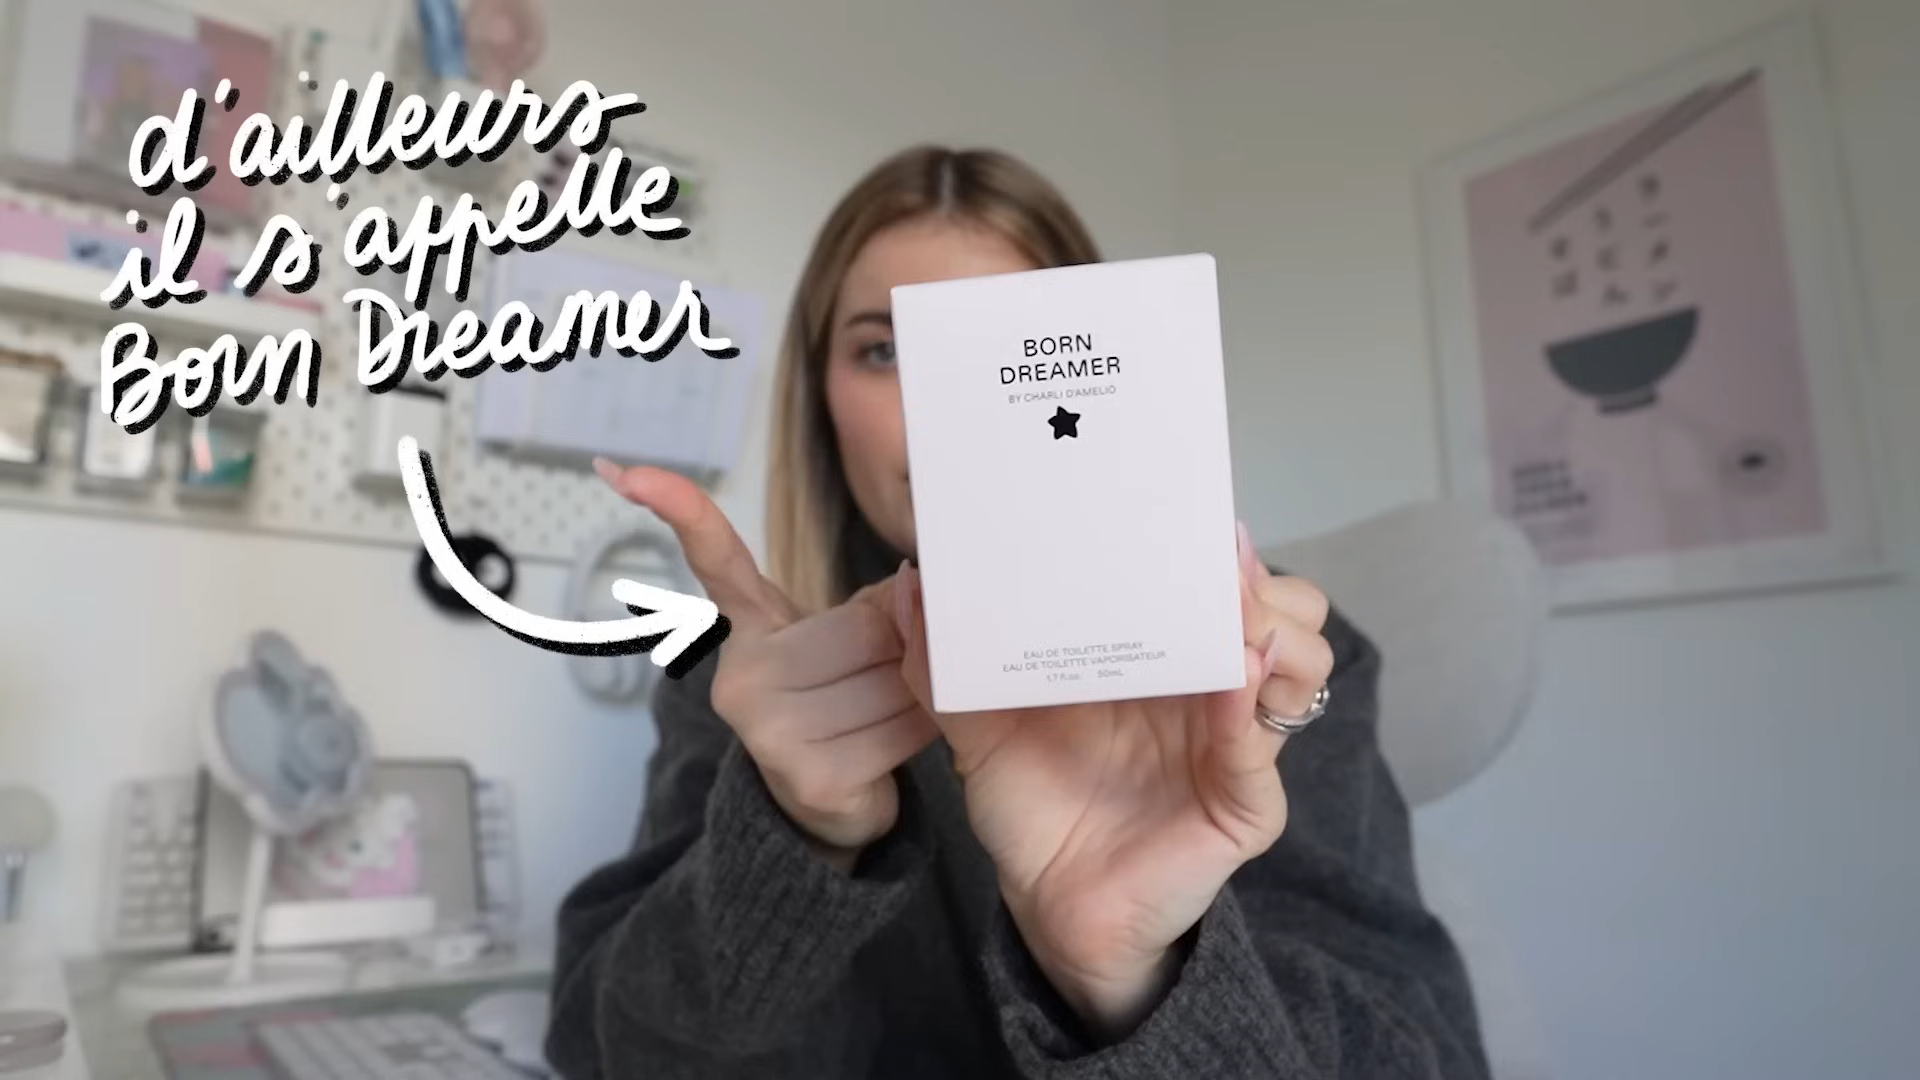 d'ailleurs
il s'appelle
Born Dreamer
BORN
DREAMER
BY CHARLI D'AMELIO
EAU DE TOILETTE SPRAY
EAU DE TOILETTE VAPORISATEUR
1.7 fl.oz. 50mL